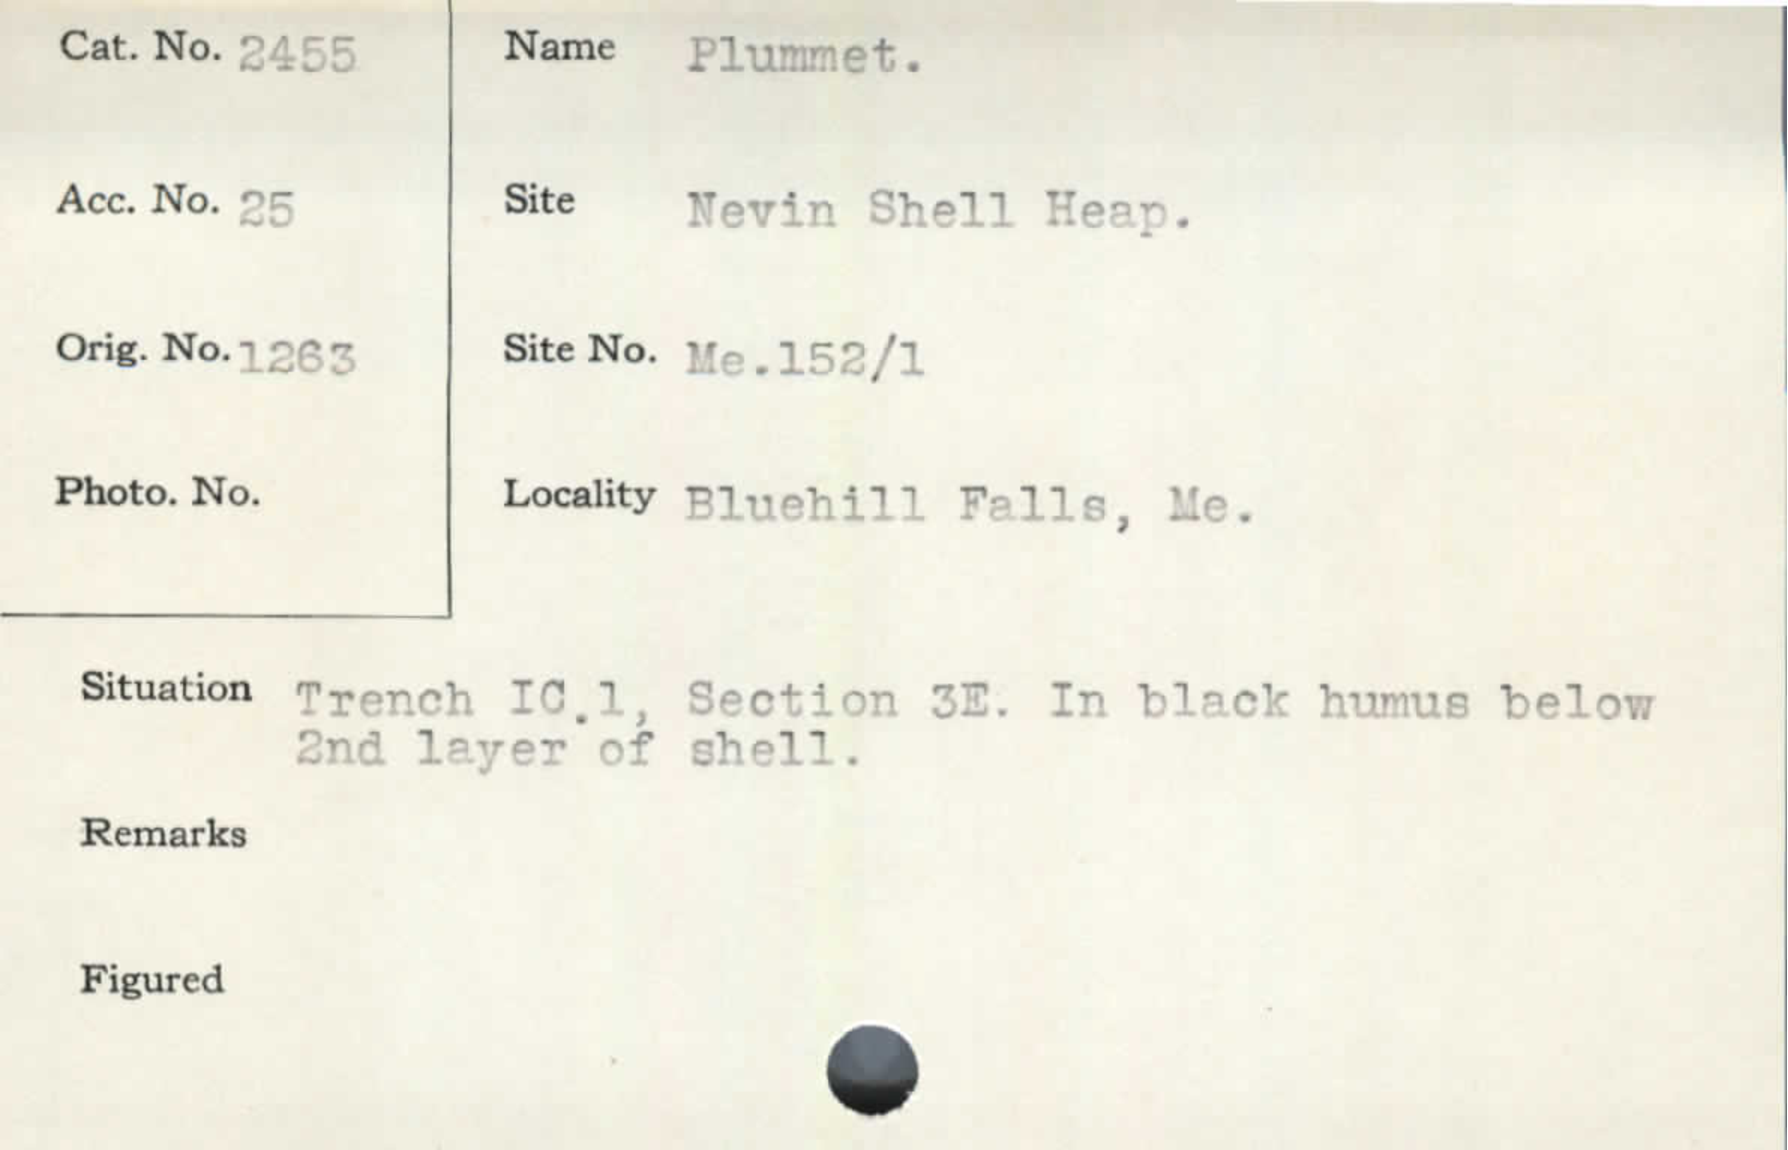 Cat. No. 2455
Name Plummet.
Acc. No. 25
Site Nevin Shell Heap.
Orig. No. 1263
Site No. Me.152/1
Photo. No.
Locality Bluehill Falls, Me.
Situation Trench IC.1, Section 3E. In black humus below
2nd layer of shell.
Remarks
Figured